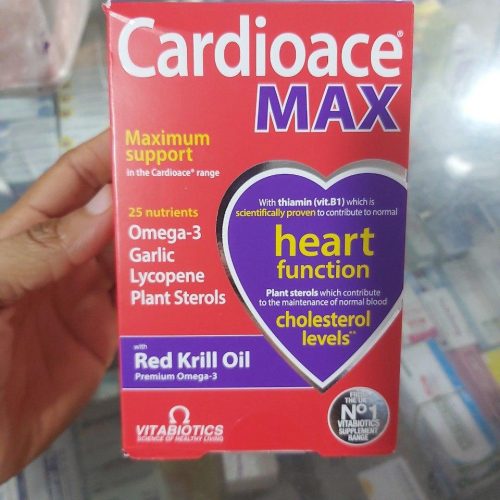 Cardioace®
MAX
Maximum
support
in the Cardioace® range
25 nutrients
Omega-3
Garlic
Lycopene
Plant Sterols
With thiamin (vit.B1) which is
scientifically proven to contribute to normal
heart
function
Plant sterols which contribute
to the maintenance of normal blood
cholesterol
levels**
with
Red Krill Oil
Premium Omega-3
VITABIOTICS
SCIENCE OF HEALTHY LIVING
FROM
THE UK'S
Nº1
VITABIOTICS
SUPPLEMENT
RANGE